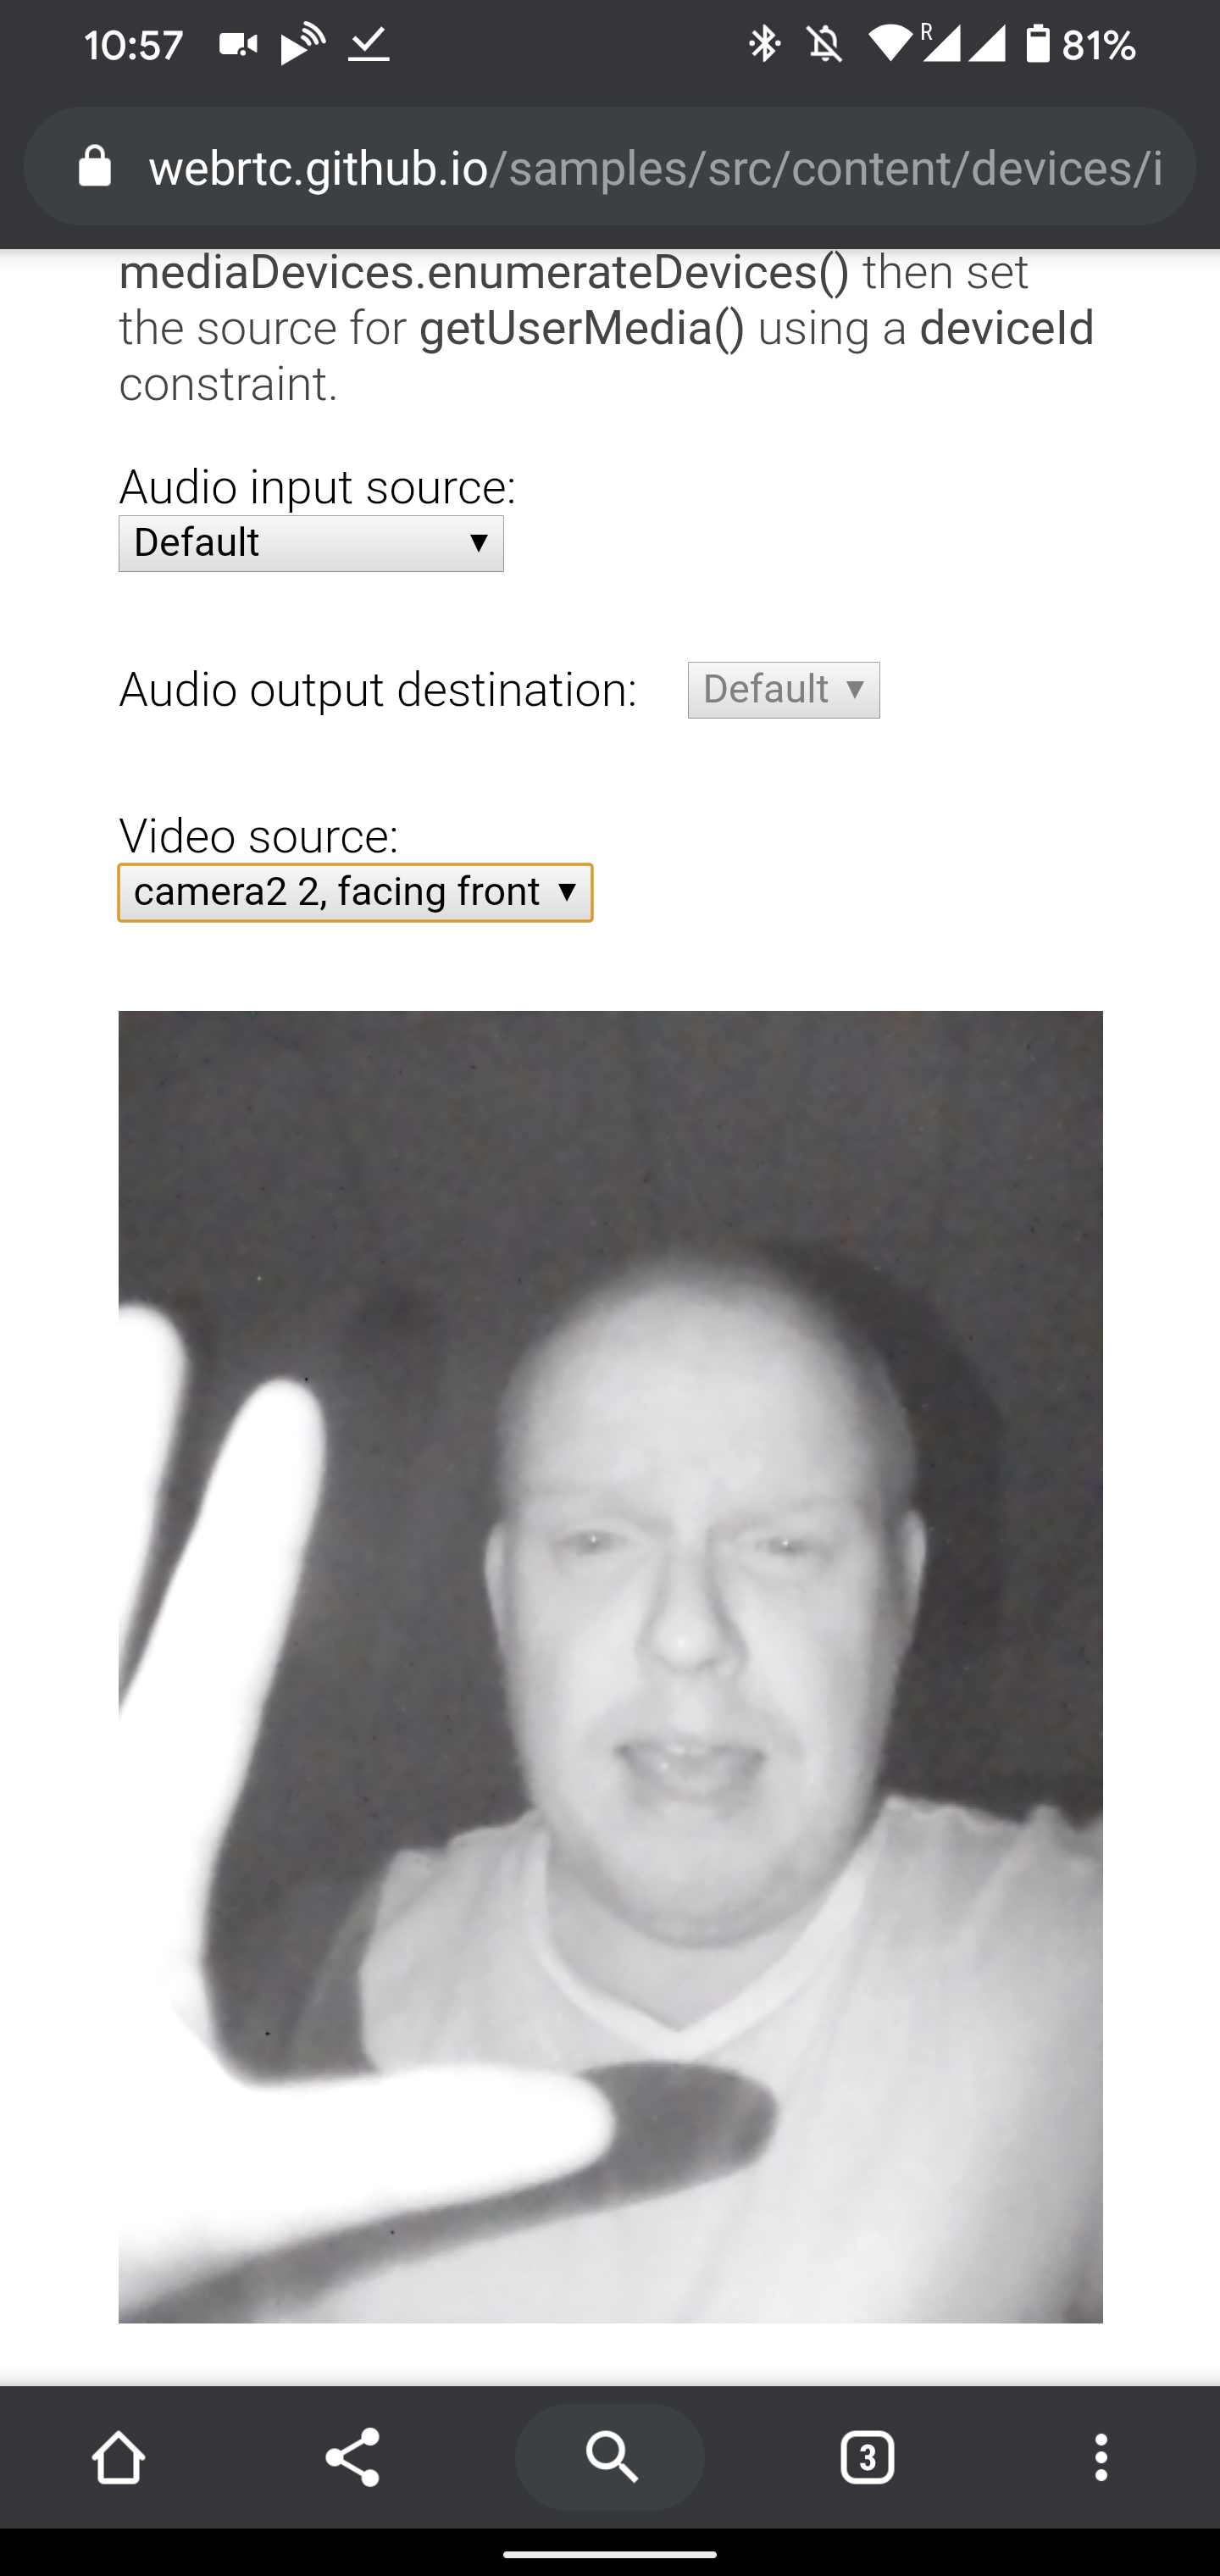 10:57
R
81%
webrtc.github.io/samples/src/content/devices/i
mediaDevices.enumerateDevices() then set
the source for getUserMedia() using a deviceId
constraint.
Audio input source:
Default
Audio output destination: Default
Video source:
camera2 2, facing front
3